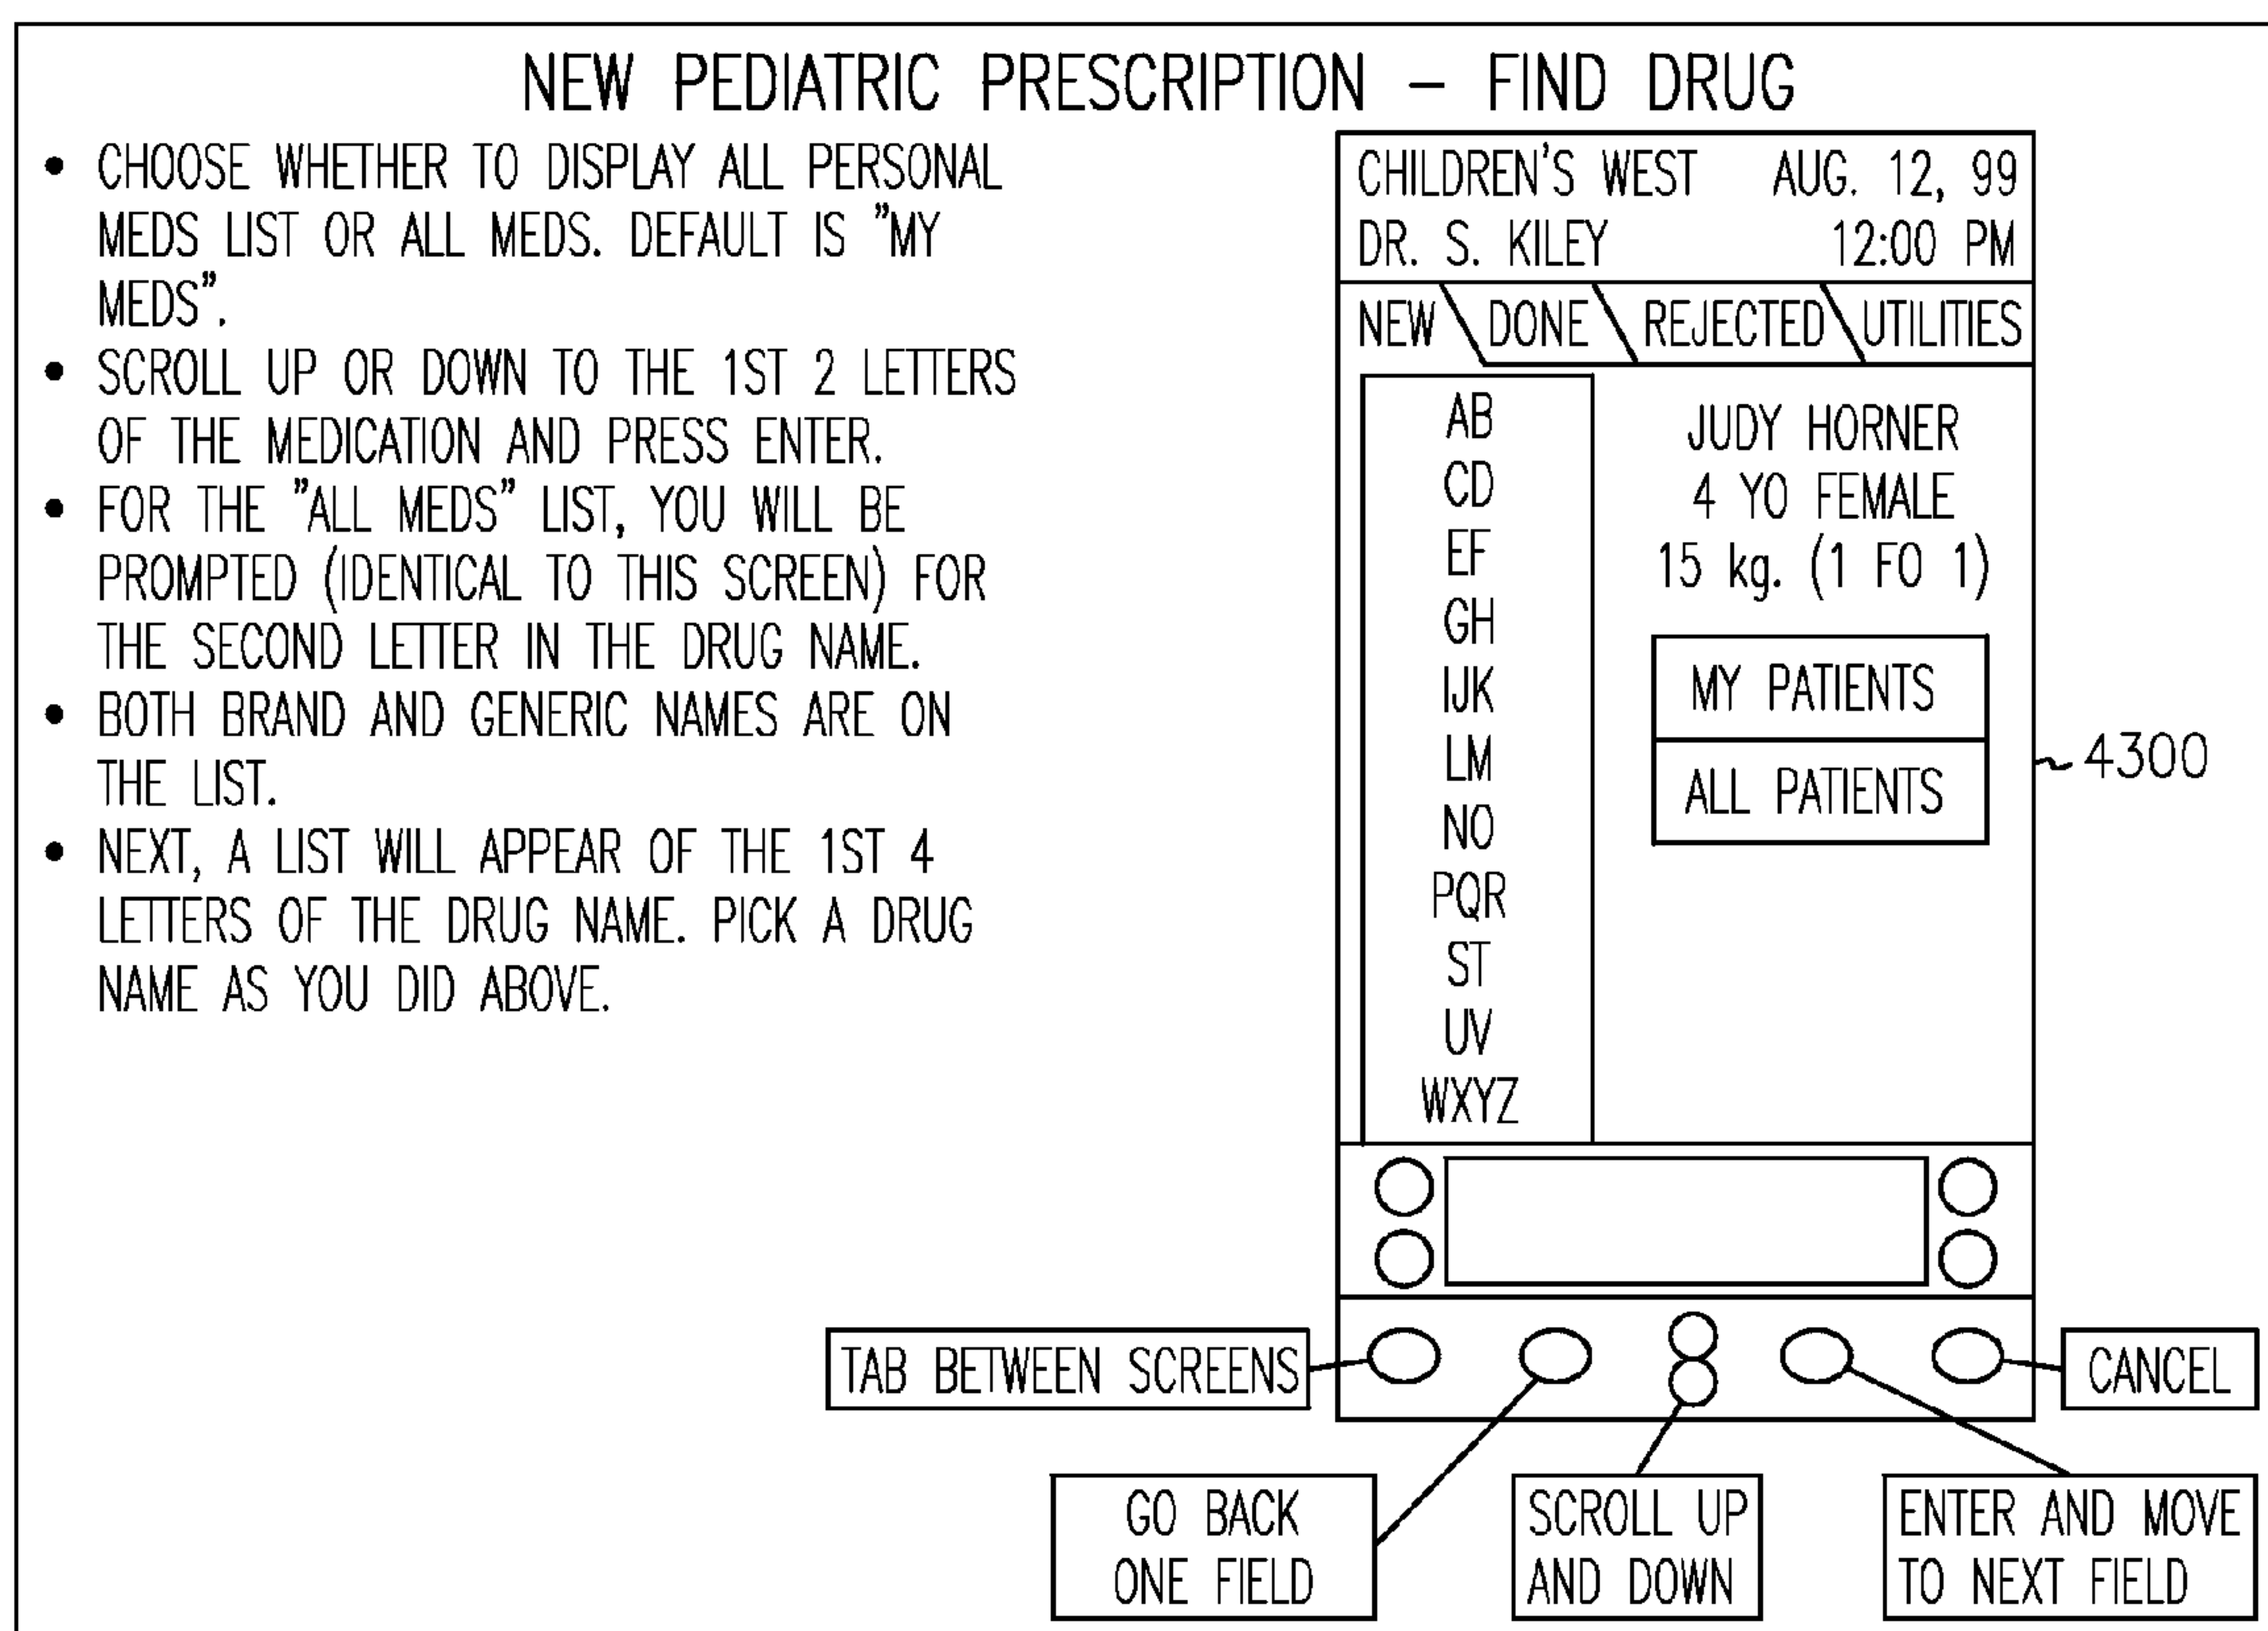 NEW PEDIATRIC PRESCRIPTION – FIND DRUG
• CHOOSE WHETHER TO DISPLAY ALL PERSONAL
MEDS LIST OR ALL MEDS. DEFAULT IS "MY
MEDS".
• SCROLL UP OR DOWN TO THE 1ST 2 LETTERS
OF THE MEDICATION AND PRESS ENTER.
• FOR THE "ALL MEDS" LIST, YOU WILL BE
PROMPTED (IDENTICAL TO THIS SCREEN) FOR
THE SECOND LETTER IN THE DRUG NAME.
• BOTH BRAND AND GENERIC NAMES ARE ON
THE LIST.
• NEXT, A LIST WILL APPEAR OF THE 1ST 4
LETTERS OF THE DRUG NAME. PICK A DRUG
NAME AS YOU DID ABOVE.
CHILDREN'S WEST AUG. 12, 99
DR. S. KILEY 12:00 PM
NEW DONE REJECTED UTILITIES
AB
CD
EF
GH
IJK
LM
NO
PQR
ST
UV
WXYZ
JUDY HORNER
4 YO FEMALE
15 kg. (1 FO 1)
MY PATIENTS
ALL PATIENTS
4300
TAB BETWEEN SCREENS
CANCEL
GO BACK
ONE FIELD
SCROLL UP
AND DOWN
ENTER AND MOVE
TO NEXT FIELD